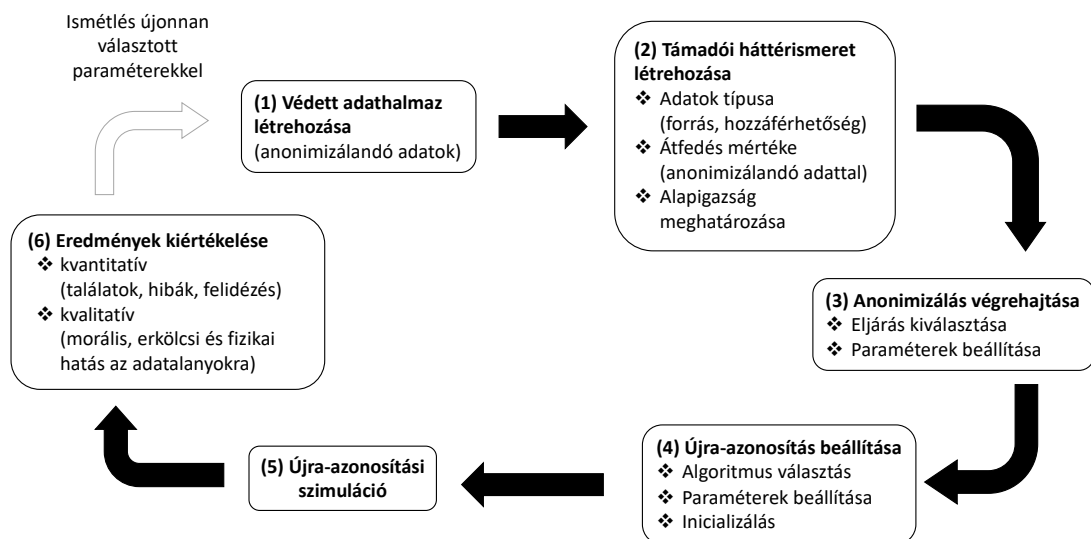 Ismétlés újonnan
választott
paraméterekkel
(1) Védett adathalmaz
létrehozása
(anonimizálandó adatok)
(2) Támadói háttérismeret
létrehozása
❖ Adatok típusa
(forrás, hozzáférhetőség)
❖ Átfedés mértéke
(anonimizálandó adattal)
❖ Alapigazság
meghatározása
(3) Anonimizálás végrehajtása
❖ Eljárás kiválasztása
❖ Paraméterek beállítása
(4) Újra-azonosítás beállítása
❖ Algoritmus választás
❖ Paraméterek beállítása
❖ Inicializálás
(5) Újra-azonosítási
szimuláció
(6) Eredmények kiértékelése
❖ kvantitatív
(találatok, hibák, felidézés)
❖ kvalitatív
(morális, erkölcsi és fizikai
hatás az adatalanyokra)